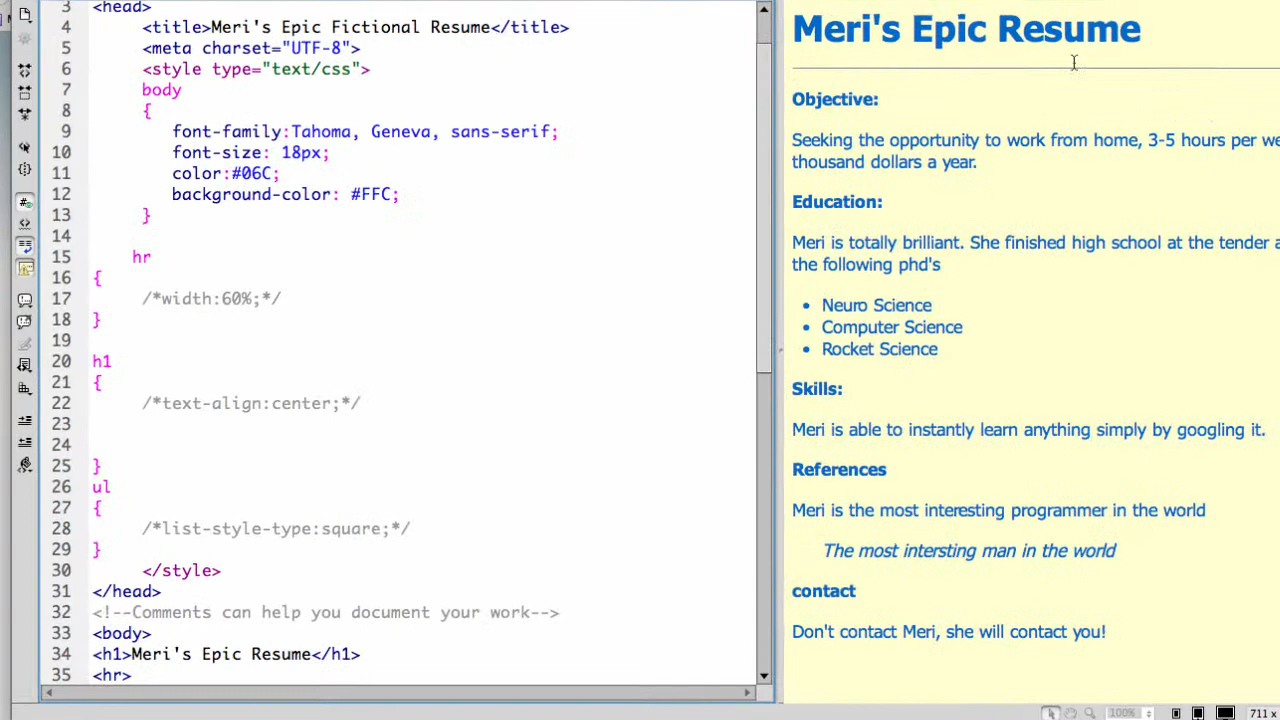 3 <head>
4 <title>Meri's Epic Fictional Resume</title>
5 <meta charset="UTF-8">
6 <style type="text/css">
7 body
8 {
9 font-family:Tahoma, Geneva, sans-serif;
10 font-size: 18px;
11 color:#06C;
12 background-color: #FFC;
13 }
14
15 hr
16 {
17 /*width:60%;*/
18 }
19
20 h1
21 {
22 /*text-align:center;*/
23
24
25 }
26 ul
27 {
28 /*list-style-type:square;*/
29 }
30 </style>
31 </head>
32 <!--Comments can help you document your work-->
33 <body>
34 <h1>Meri's Epic Resume</h1>
35 <hr>
Meri's Epic Resume
Objective:
Seeking the opportunity to work from home, 3-5 hours per we
thousand dollars a year.
Education:
Meri is totally brilliant. She finished high school at the tender a
the following phd's
• Neuro Science
• Computer Science
• Rocket Science
Skills:
Meri is able to instantly learn anything simply by googling it.
References
Meri is the most interesting programmer in the world
The most intersting man in the world
contact
Don't contact Meri, she will contact you!
100%
711 x